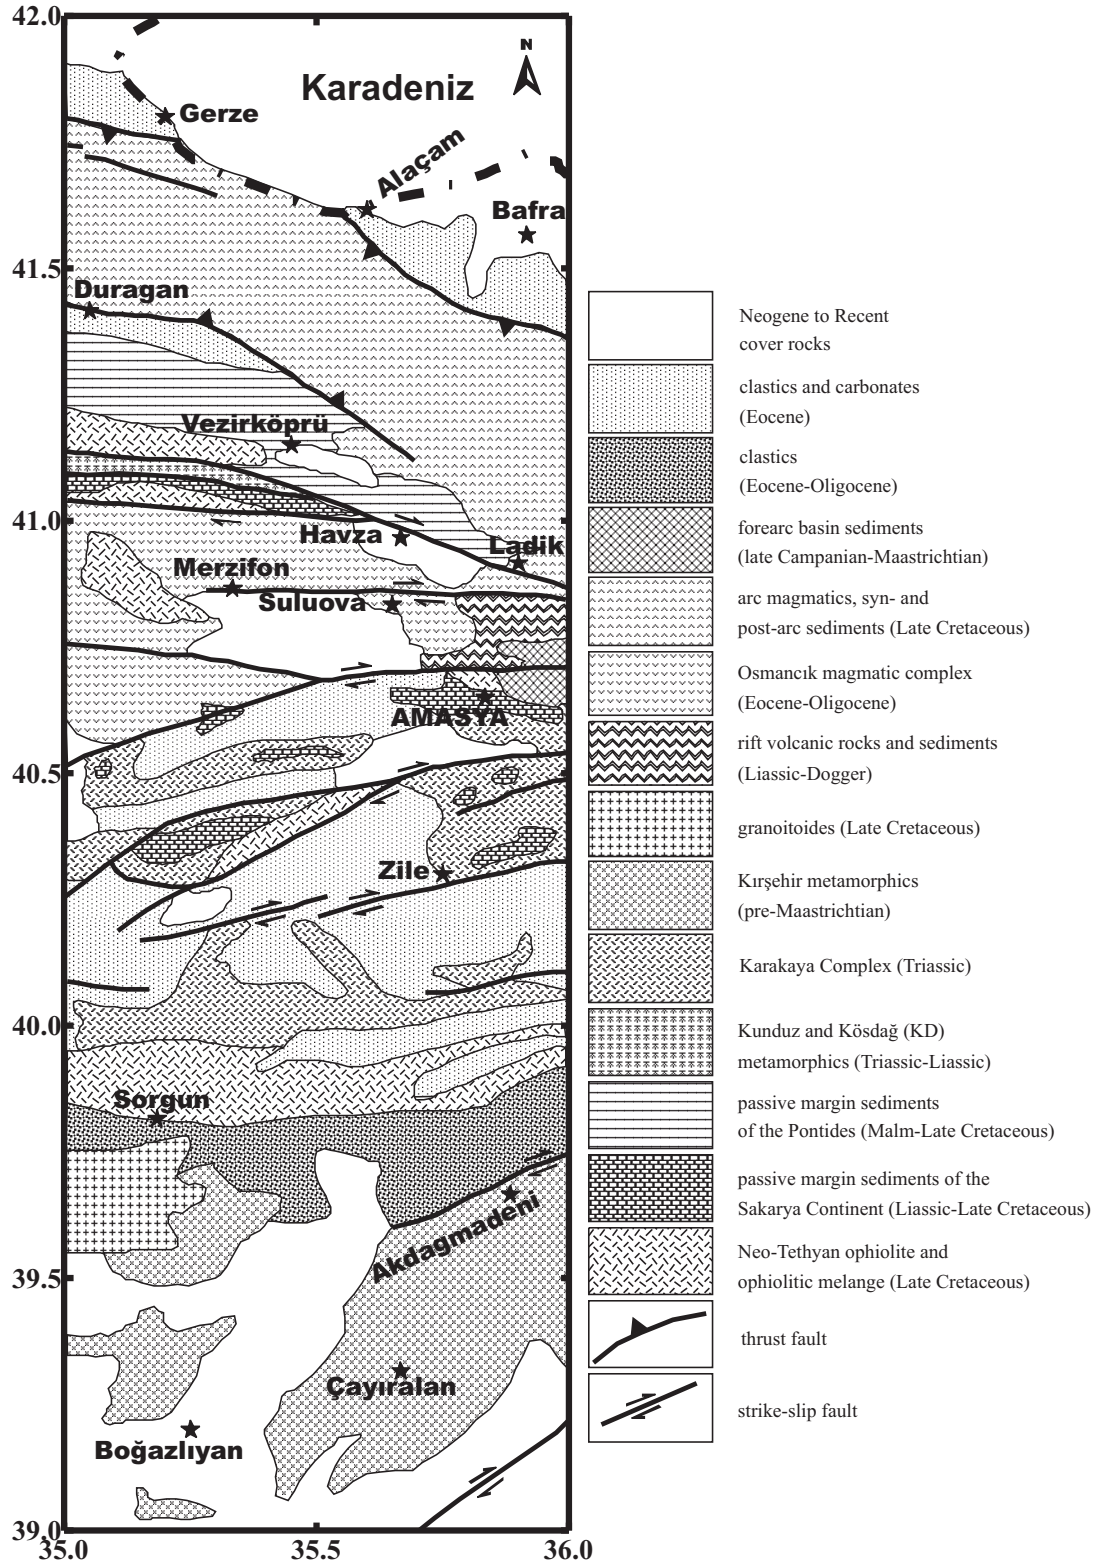 42.0
N
Karadeniz
Gerze
Alaçam
Bafra
41.5
Duragan
Vezirköprü
41.0
Havza
Ladik
Merzifon
Suluova
AMASYA
40.5
Zile
40.0
Sorgun
Akdagmadeni
39.5
Çayıralan
Boğazlıyan
39.0
35.0
35.5
36.0
Neogene to Recent
cover rocks
clastics and carbonates
(Eocene)
clastics
(Eocene-Oligocene)
forearc basin sediments
(late Campanian-Maastrichtian)
arc magmatics, syn- and
post-arc sediments (Late Cretaceous)
Osmancık magmatic complex
(Eocene-Oligocene)
rift volcanic rocks and sediments
(Liassic-Dogger)
granoitoides (Late Cretaceous)
Kırşehir metamorphics
(pre-Maastrichtian)
Karakaya Complex (Triassic)
Kunduz and Kösdağ (KD)
metamorphics (Triassic-Liassic)
passive margin sediments
of the Pontides (Malm-Late Cretaceous)
passive margin sediments of the
Sakarya Continent (Liassic-Late Cretaceous)
Neo-Tethyan ophiolite and
ophiolitic melange (Late Cretaceous)
thrust fault
strike-slip fault